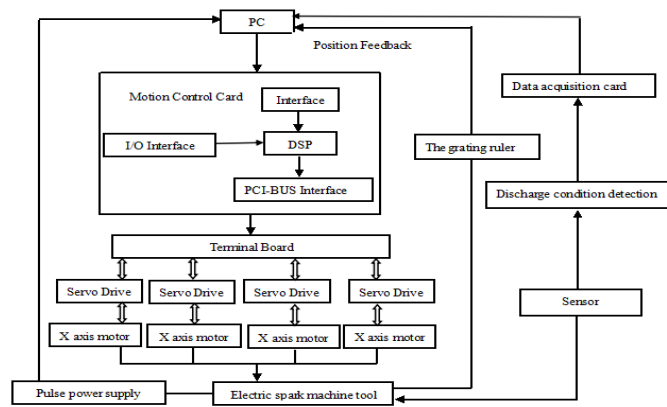 PC
Position Feedback
Motion Control Card
Interface
Data acquisition card
I/O Interface
DSP
The grating ruler
PCI-BUS Interface
Discharge condition detection
Terminal Board
Servo Drive
Servo Drive
Servo Drive
Servo Drive
Sensor
X axis motor
X axis motor
X axis motor
X axis motor
Pulse power supply
Electric spark machine tool